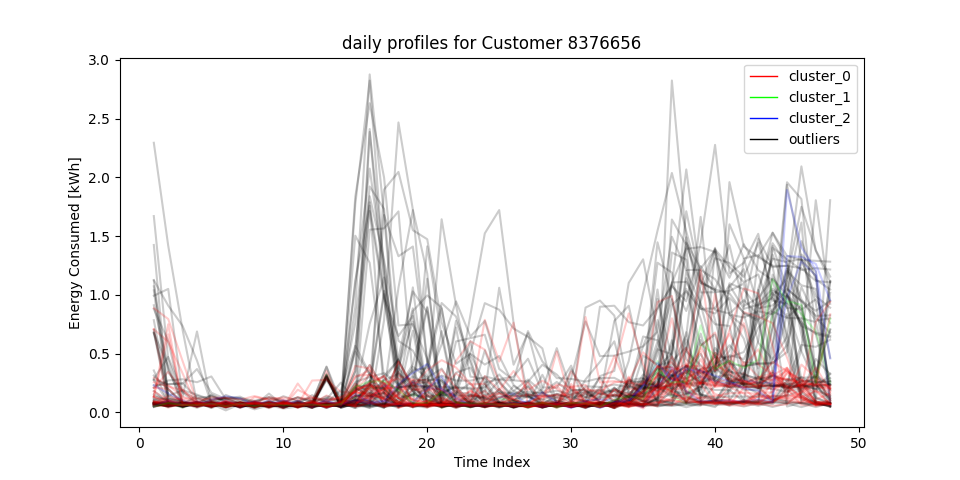 daily profiles for Customer 8376656
Energy Consumed [kWh]
3.0
2.5
2.0
1.5
1.0
0.5
0.0
cluster_0
cluster_1
cluster_2
outliers
0 10 20 30 40 50
Time Index